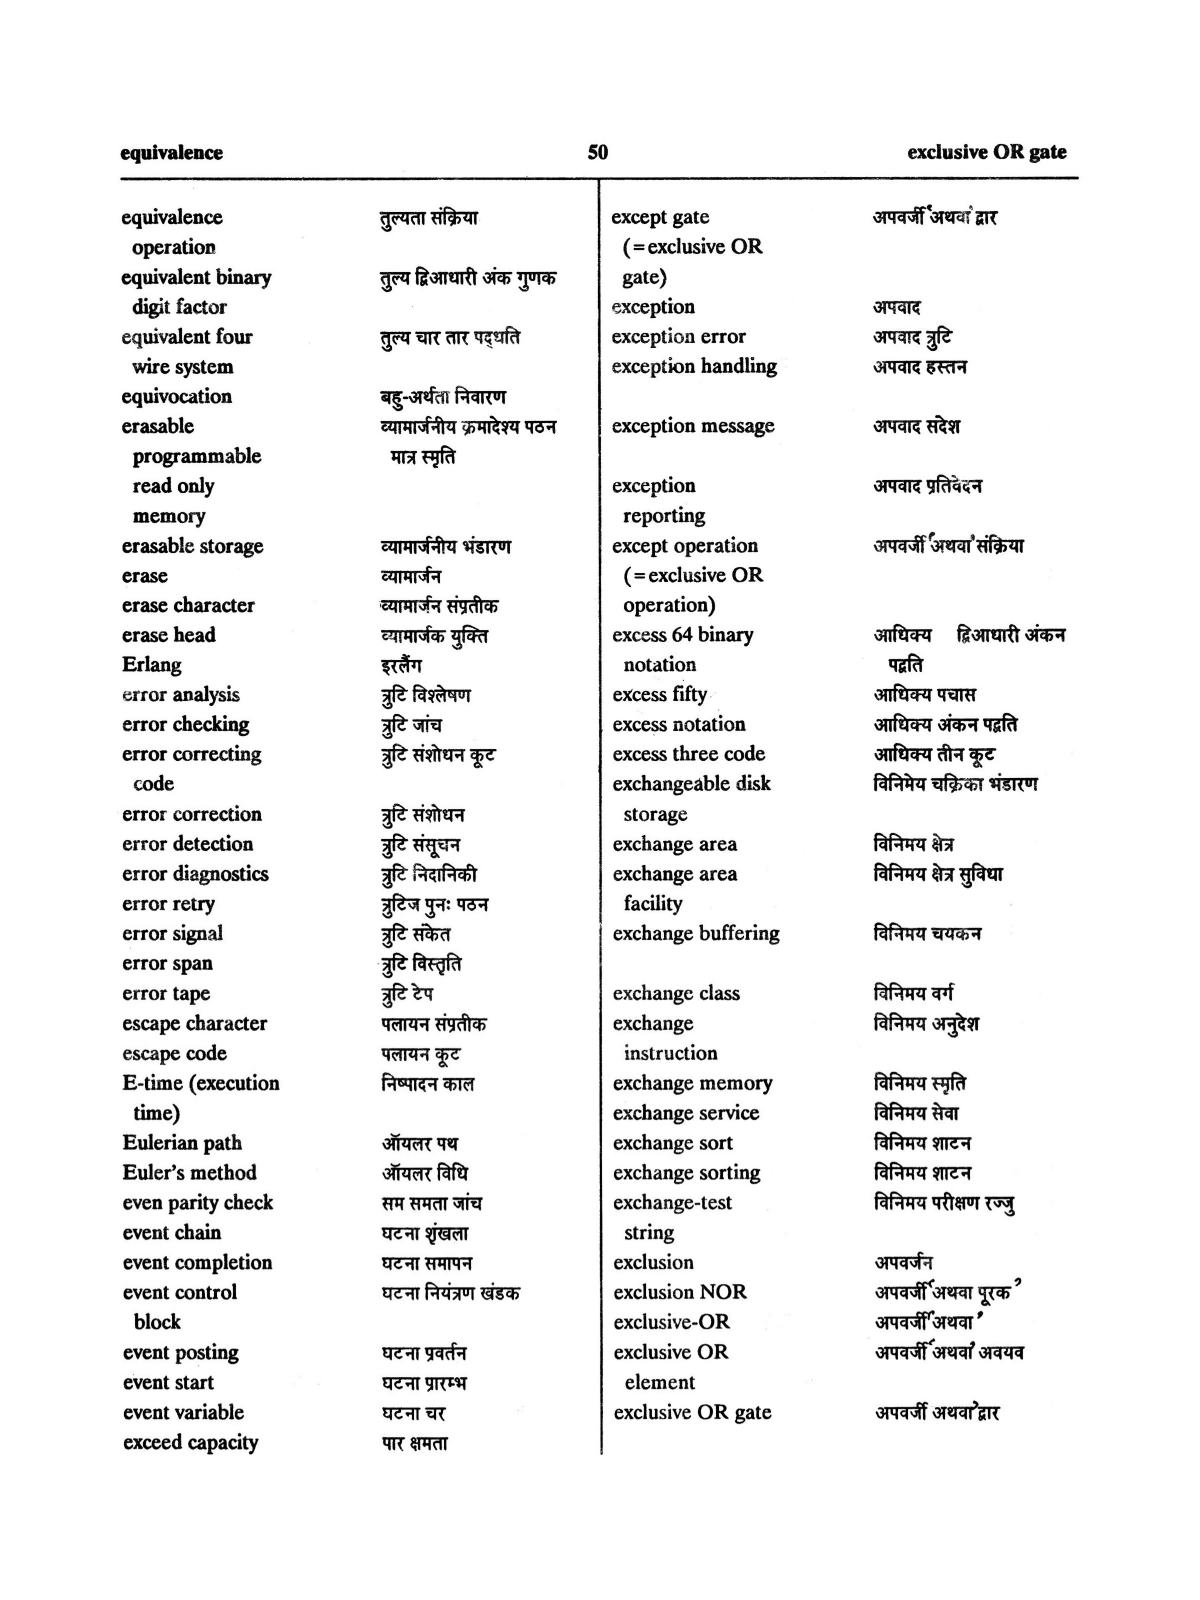 equivalence 50 exclusive OR gate
equivalence तुल्यता संक्रिया
operation
equivalent binary तुल्य द्विआधारी अंक गुणक
digit factor
equivalent four तुल्य चार तार पद्धति
wire system
equivocation बहु-अर्थता निवारण
erasable व्यामार्जनीय क्रमादेश्य पठन
programmable मात्र स्मृति
read only
memory
erasable storage व्यामार्जनीय भंडारण
erase व्यामार्जन
erase character व्यामार्जन संप्रतीक
erase head व्यामार्जक युक्ति
Erlang इरलैंग
error analysis त्रुटि विश्लेषण
error checking त्रुटि जांच
error correcting त्रुटि संशोधन कूट
code
error correction त्रुटि संशोधन
error detection त्रुटि संसूचन
error diagnostics त्रुटि निदानिकी
error retry त्रुटिज पुनः पठन
error signal त्रुटि संकेत
error span त्रुटि विस्तृति
error tape त्रुटि टेप
escape character पलायन संप्रतीक
escape code पलायन कूट
E-time (execution निष्पादन काल
time)
Eulerian path ऑयलर पथ
Euler's method ऑयलर विधि
even parity check सम समता जांच
event chain घटना शृंखला
event completion घटना समापन
event control घटना नियंत्रण खंडक
block
event posting घटना प्रवर्तन
event start घटना प्रारम्भ
event variable घटना चर
exceed capacity पार क्षमता
except gate अपवर्जी 'अथवा' द्वार
(=exclusive OR
gate)
exception अपवाद
exception error अपवाद त्रुटि
exception handling अपवाद हस्तन
exception message अपवाद संदेश
exception अपवाद प्रतिवेदन
reporting
except operation अपवर्जी 'अथवा' संक्रिया
(=exclusive OR
operation)
excess 64 binary आधिक्य द्विआधारी अंकन
notation पद्वति
excess fifty आधिक्य पचास
excess notation आधिक्य अंकन पद्वति
excess three code आधिक्य तीन कूट
exchangeable disk विनिमेय चक्रिका भंडारण
storage
exchange area विनिमय क्षेत्र
exchange area विनिमय क्षेत्र सुविधा
facility
exchange buffering विनिमय चयकन
exchange class विनिमय वर्ग
exchange विनिमय अनुदेश
instruction
exchange memory विनिमय स्मृति
exchange service विनिमय सेवा
exchange sort विनिमय शाटन
exchange sorting विनिमय शाटन
exchange-test विनिमय परीक्षण रज्जु
string
exclusion अपवर्जन
exclusion NOR अपवर्जी 'अथवा पूरक'
exclusive-OR अपवर्जी 'अथवा'
exclusive OR अपवर्जी 'अथवा' अवयव
element
exclusive OR gate अपवर्जी अथवा' द्वार